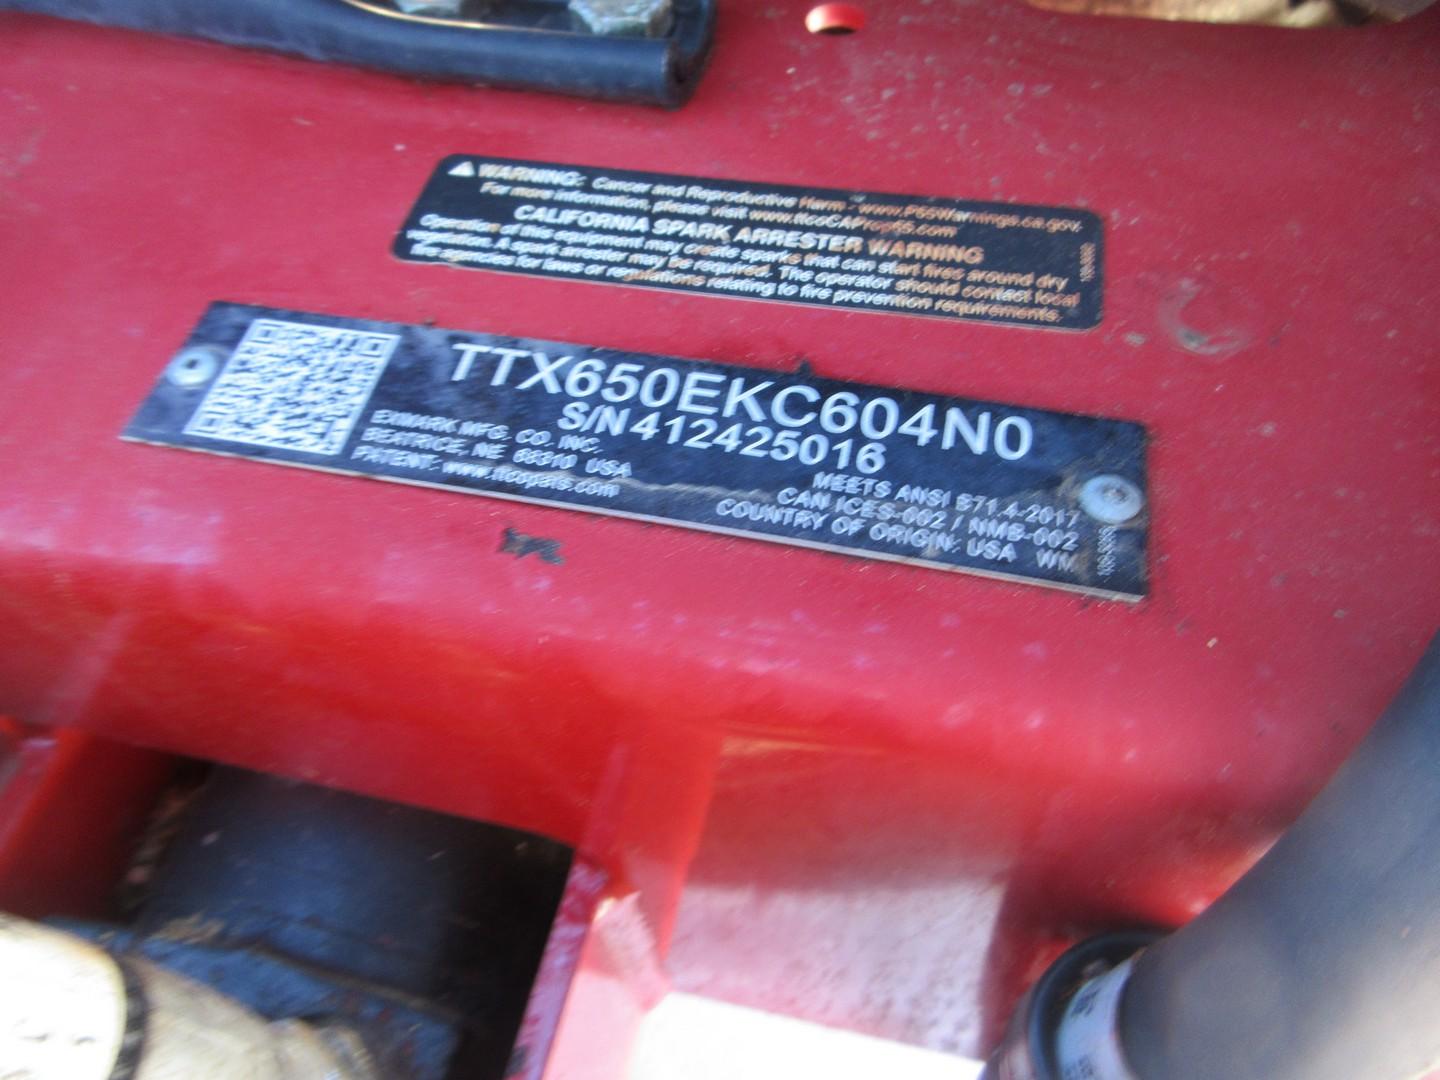 ⚠ WARNING: Cancer and Reproductive Harm - www.P65Warnings.ca.gov.
For more information, please visit www.ttcoCAProp65.com
CALIFORNIA SPARK ARRESTER WARNING
Operation of this equipment may create sparks that can start fires around dry
vegetation. A spark arrester may be required. The operator should contact local
fire agencies for laws or regulations relating to fire prevention requirements.
TTX650EKC604N0
S/N 412425016
EXMARK MFG. CO. INC.
BEATRICE, NE 68310 USA
PATENT: www.ttcopats.com
MEETS ANSI B71.4-2017
CAN ICES-002 / NMB-002
COUNTRY OF ORIGIN: USA WM